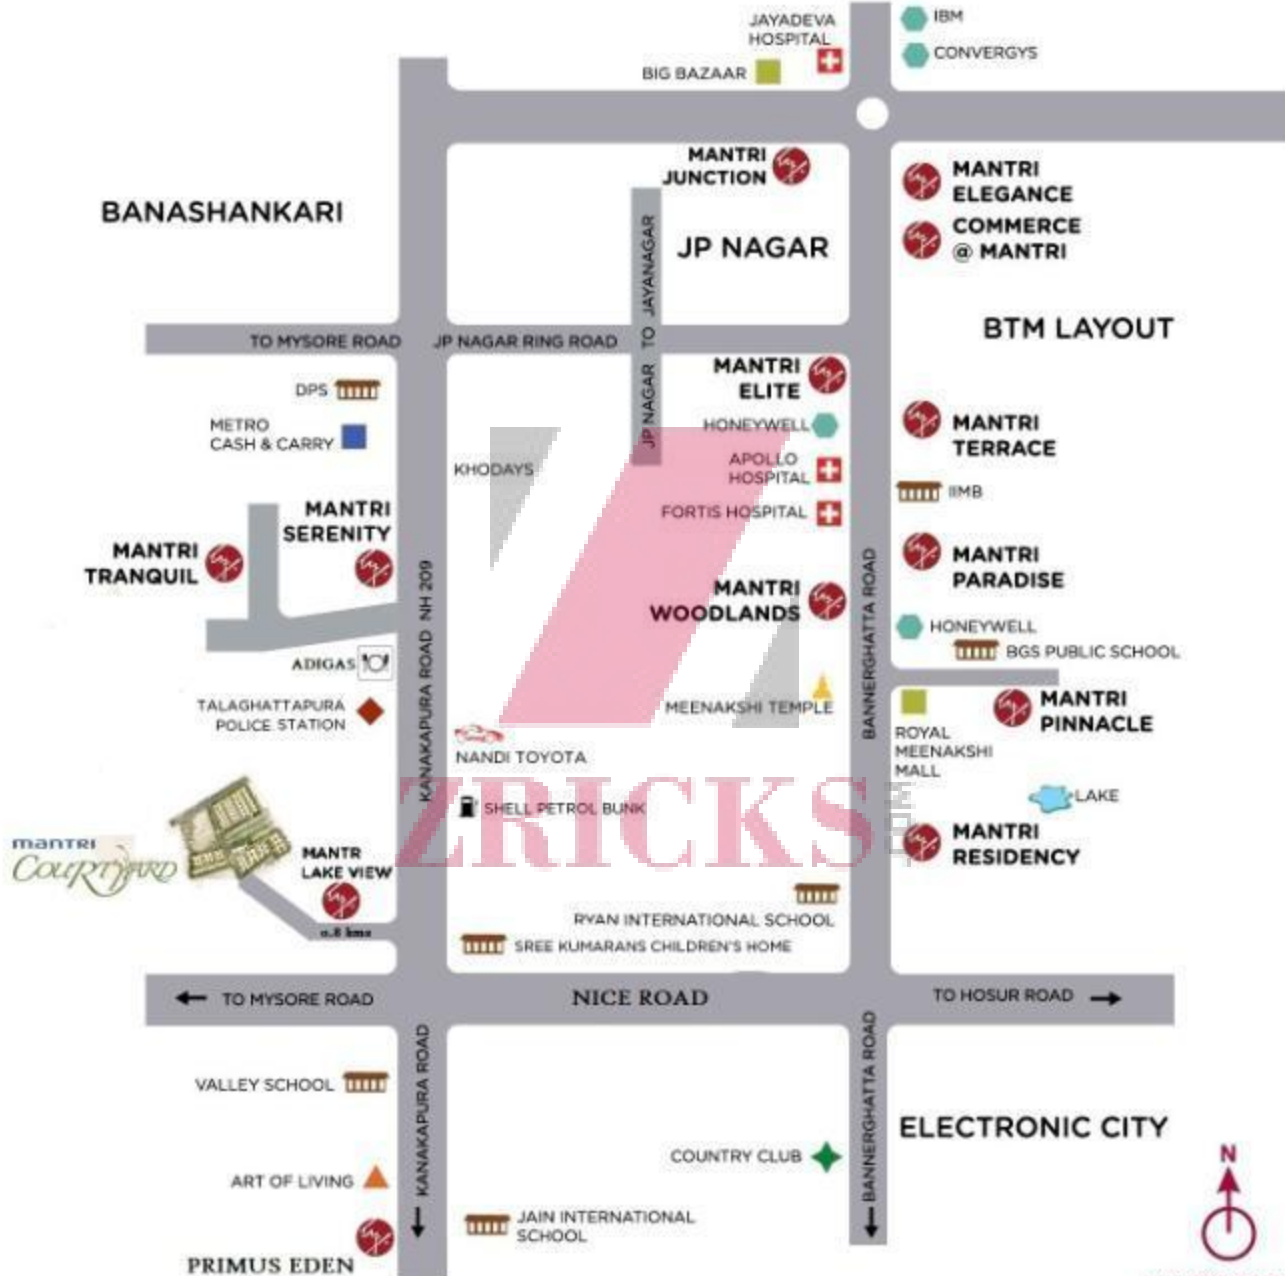 JAYADEVA
HOSPITAL
IBM
CONVERGYS
BIG BAZAAR
MANTRI
JUNCTION
MANTRI
ELEGANCE
COMMERCE
@ MANTRI
BANASHANKARI
JP NAGAR
JP NAGAR TO JAYANAGAR
BTM LAYOUT
TO MYSORE ROAD
JP NAGAR RING ROAD
MANTRI
ELITE
DPS
METRO
CASH & CARRY
HONEYWELL
MANTRI
TERRACE
KHODAYS
APOLLO
HOSPITAL
IIMB
FORTIS HOSPITAL
MANTRI
SERENITY
MANTRI
TRANQUIL
MANTRI
PARADISE
KANAKAPURA ROAD NH 209
BANNERGHATTA ROAD
MANTRI
WOODLANDS
HONEYWELL
BGS PUBLIC SCHOOL
ADIGAS
TALAGHATTAPURA
POLICE STATION
MEENAKSHI TEMPLE
MANTRI
PINNACLE
ROYAL
MEENAKSHI
MALL
NANDI TOYOTA
LAKE
SHELL PETROL BUNK
ZRICKS
.COM
MANTRI
RESIDENCY
mantri
COURTYARD
MANTR
LAKE VIEW
0.8 kms
RYAN INTERNATIONAL SCHOOL
SREE KUMARANS CHILDREN'S HOME
TO MYSORE ROAD
NICE ROAD
TO HOSUR ROAD
KANAKAPURA ROAD
BANNERGHATTA ROAD
VALLEY SCHOOL
ELECTRONIC CITY
COUNTRY CLUB
ART OF LIVING
N
JAIN INTERNATIONAL
SCHOOL
PRIMUS EDEN